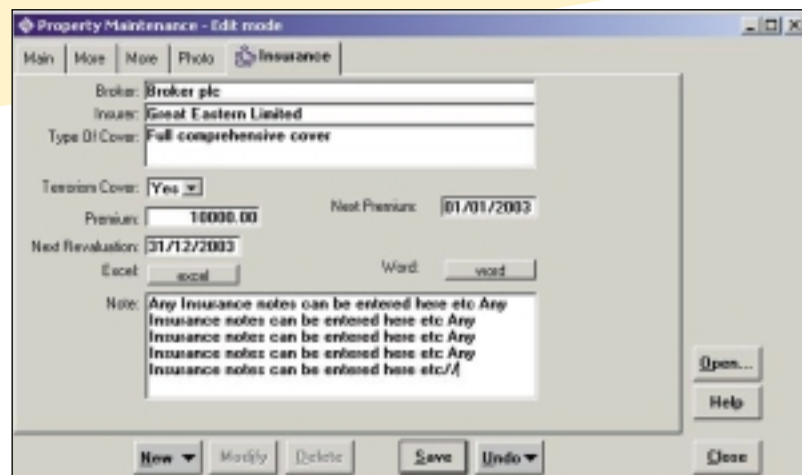 Property Maintenance - Edit mode
Main More More Photo Insurance
Broker: Broker plc
Insurer: Great Eastern Limited
Type Of Cover: Full comprehensive cover
Terrorism Cover: Yes
Premium: 10000.00 Next Premium: 01/01/2003
Next Revaluation: 31/12/2003
Excel: excel Word: word
Note: Any Insurance notes can be entered here etc Any
Insurance notes can be entered here etc Any
Insurance notes can be entered here etc Any
Insurance notes can be entered here etc Any
Insurance notes can be entered here etc//
Open...
Help
New Modify Delete Save Undo Close